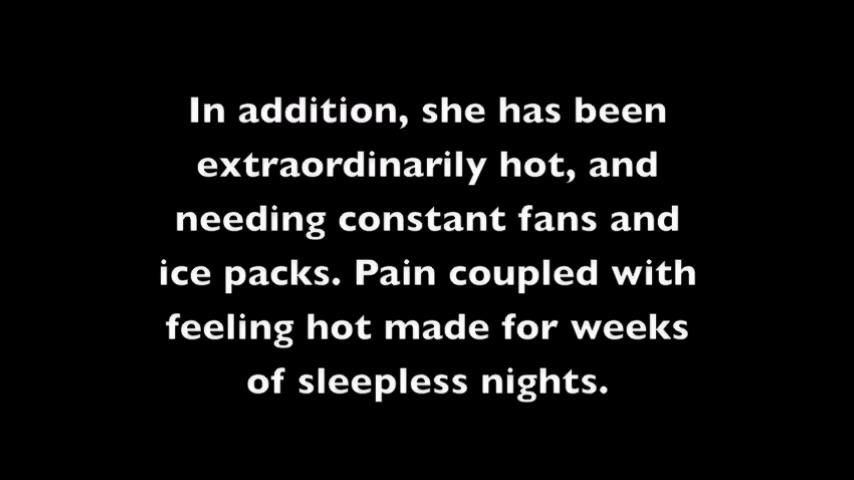 In addition, she has been
extraordinarily hot, and
needing constant fans and
ice packs. Pain coupled with
feeling hot made for weeks
of sleepless nights.